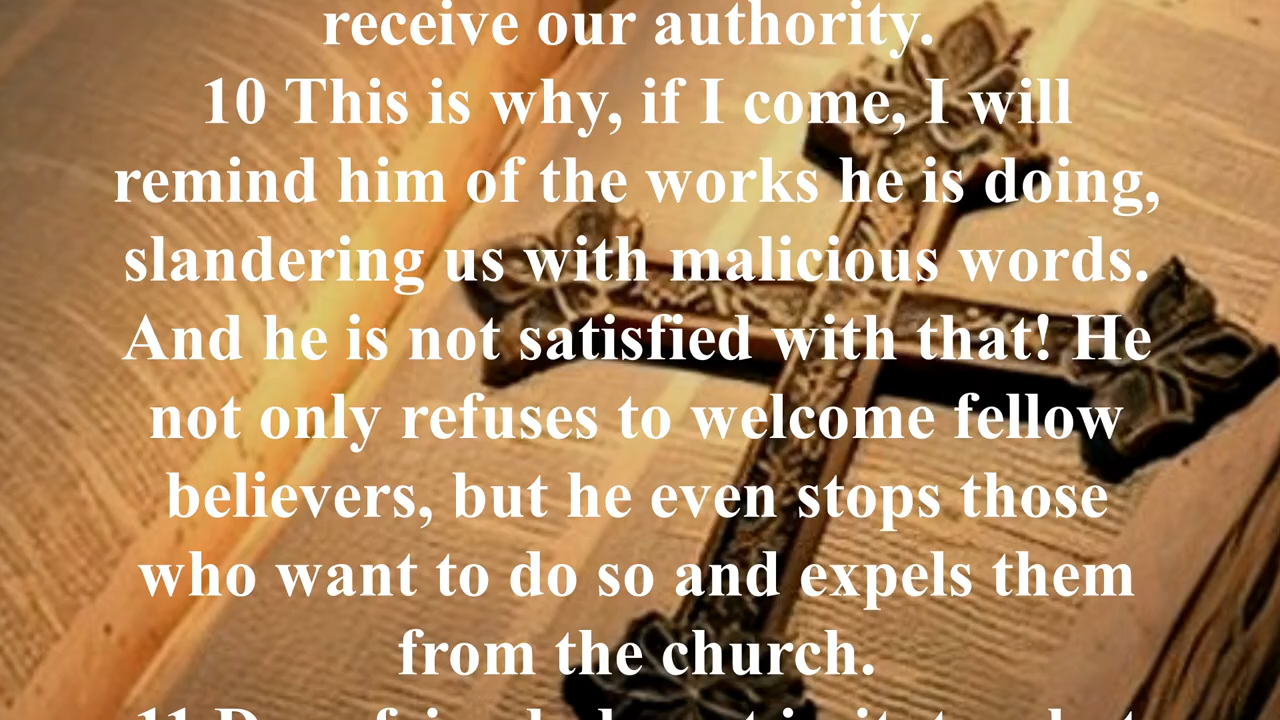 receive our authority.
10 This is why, if I come, I will
remind him of the works he is doing,
slandering us with malicious words.
And he is not satisfied with that! He
not only refuses to welcome fellow
believers, but he even stops those
who want to do so and expels them
from the church.